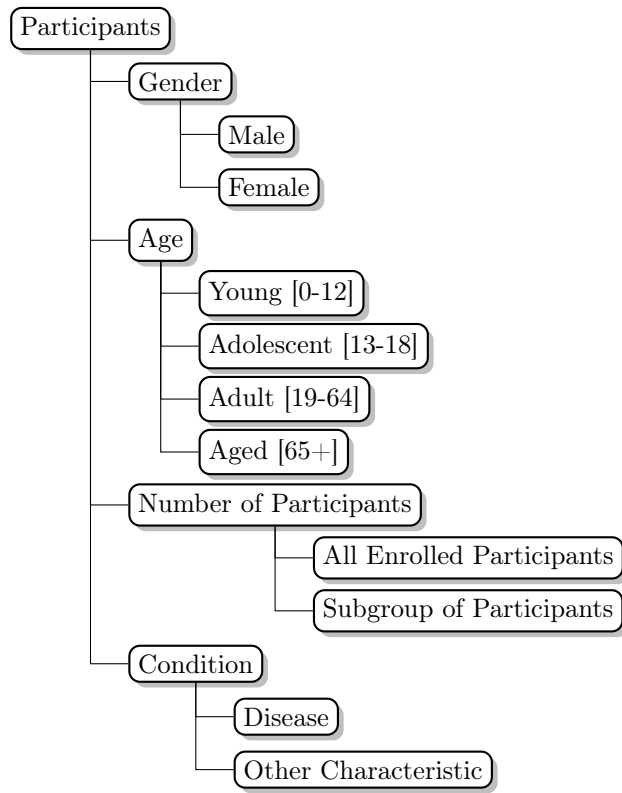 Participants
Gender
Male
Female
Age
Young [0-12]
Adolescent [13-18]
Adult [19-64]
Aged [65+]
Number of Participants
All Enrolled Participants
Subgroup of Participants
Condition
Disease
Other Characteristic